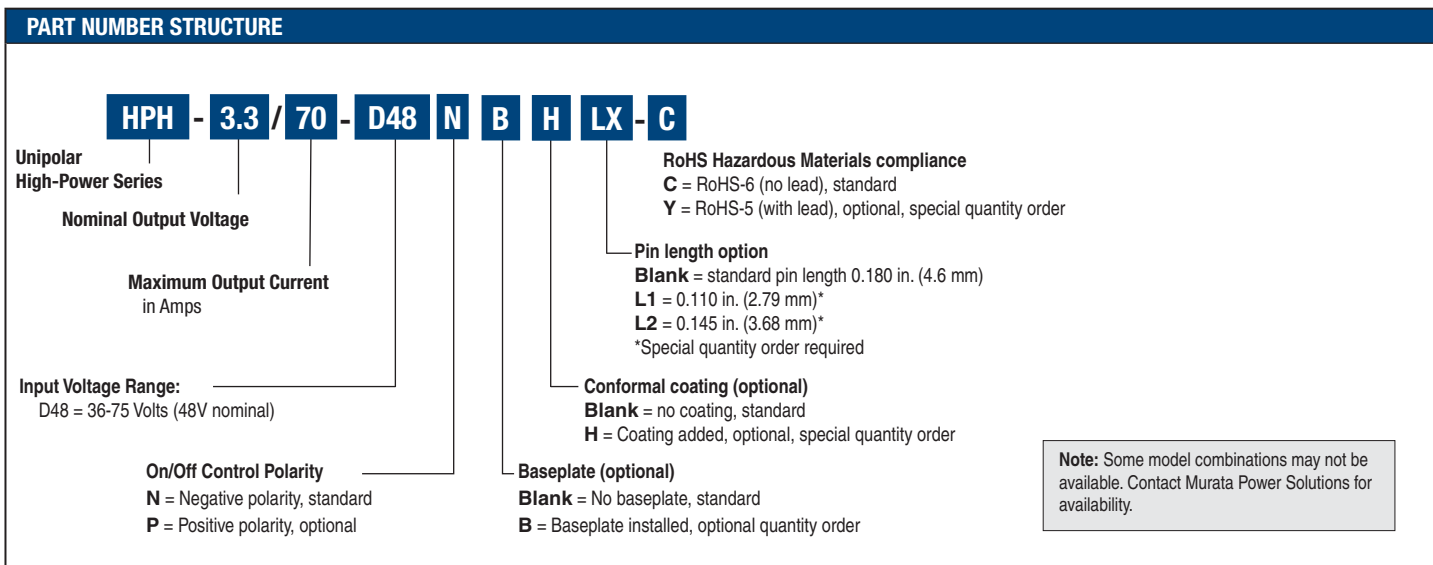 PART NUMBER STRUCTURE
HPH - 3.3 / 70 - D48 N B H LX - C
Unipolar
High-Power Series
Nominal Output Voltage
Maximum Output Current
in Amps
Input Voltage Range:
D48 = 36-75 Volts (48V nominal)
On/Off Control Polarity
N = Negative polarity, standard
P = Positive polarity, optional
RoHS Hazardous Materials compliance
C = RoHS-6 (no lead), standard
Y = RoHS-5 (with lead), optional, special quantity order
Pin length option
Blank = standard pin length 0.180 in. (4.6 mm)
L1 = 0.110 in. (2.79 mm)*
L2 = 0.145 in. (3.68 mm)*
*Special quantity order required
Conformal coating (optional)
Blank = no coating, standard
H = Coating added, optional, special quantity order
Baseplate (optional)
Blank = No baseplate, standard
B = Baseplate installed, optional quantity order
Note: Some model combinations may not be
available. Contact Murata Power Solutions for
availability.